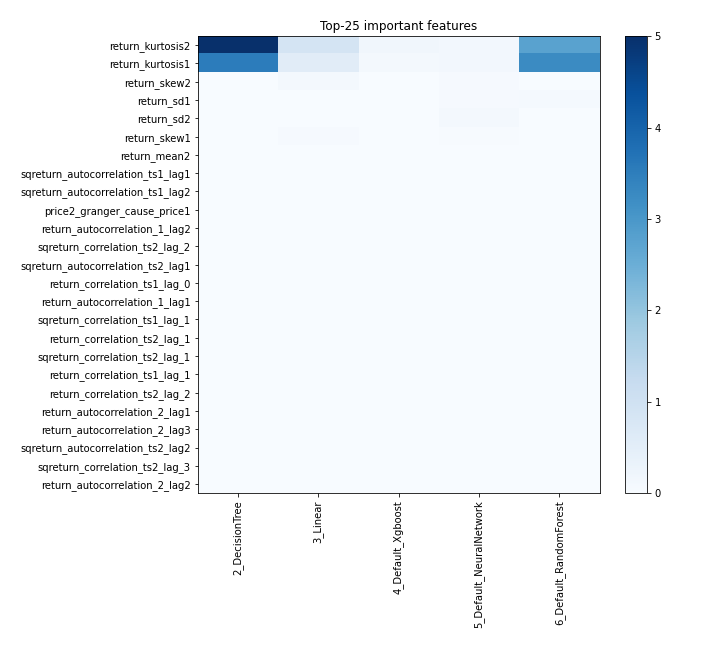 Top-25 important features
return_kurtosis2
return_kurtosis1
return_skew2
return_sd1
return_sd2
return_skew1
return_mean2
sqreturn_autocorrelation_ts1_lag1
sqreturn_autocorrelation_ts1_lag2
price2_granger_cause_price1
return_autocorrelation_1_lag2
sqreturn_correlation_ts2_lag_2
sqreturn_autocorrelation_ts2_lag1
return_correlation_ts1_lag_0
return_autocorrelation_1_lag1
sqreturn_correlation_ts1_lag_1
return_correlation_ts2_lag_1
sqreturn_correlation_ts2_lag_1
return_correlation_ts1_lag_1
return_correlation_ts2_lag_2
return_autocorrelation_2_lag1
return_autocorrelation_2_lag3
sqreturn_autocorrelation_ts2_lag2
sqreturn_correlation_ts2_lag_3
return_autocorrelation_2_lag2
2_DecisionTree
3_Linear
4_Default_Xgboost
5_Default_NeuralNetwork
6_Default_RandomForest
5
4
3
2
1
0